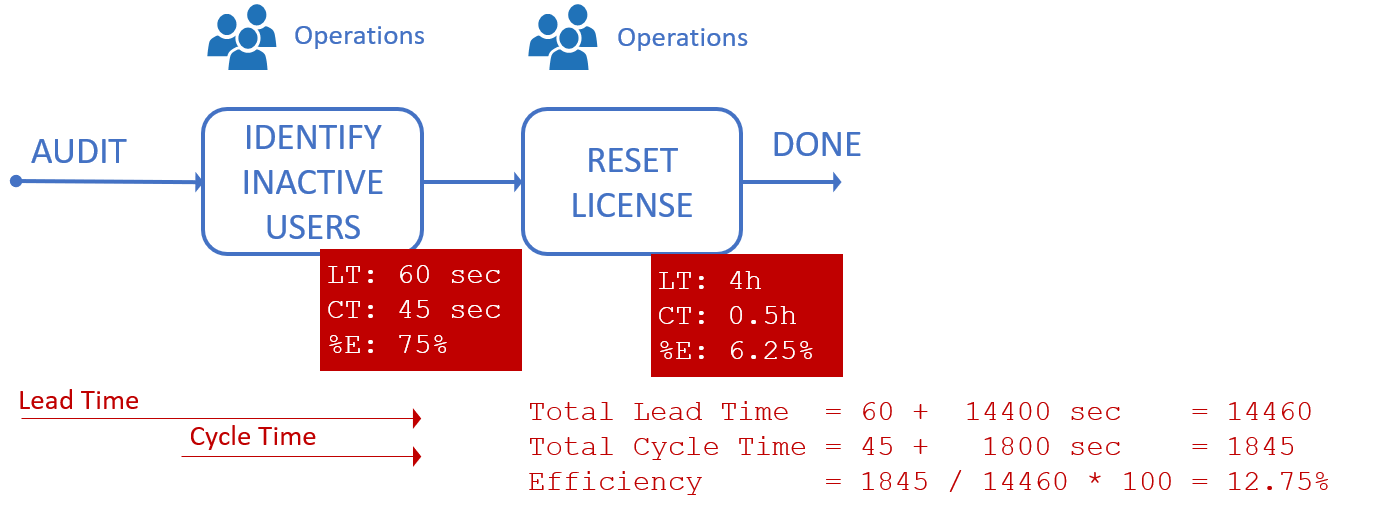 Operations
Operations
AUDIT
IDENTIFY
INACTIVE
USERS
RESET
LICENSE
DONE
LT: 60 sec
CT: 45 sec
%E: 75%
LT: 4h
CT: 0.5h
%E: 6.25%
Lead Time
Cycle Time
Total Lead Time = 60 + 14400 sec = 14460
Total Cycle Time = 45 + 1800 sec = 1845
Efficiency = 1845 / 14460 * 100 = 12.75%